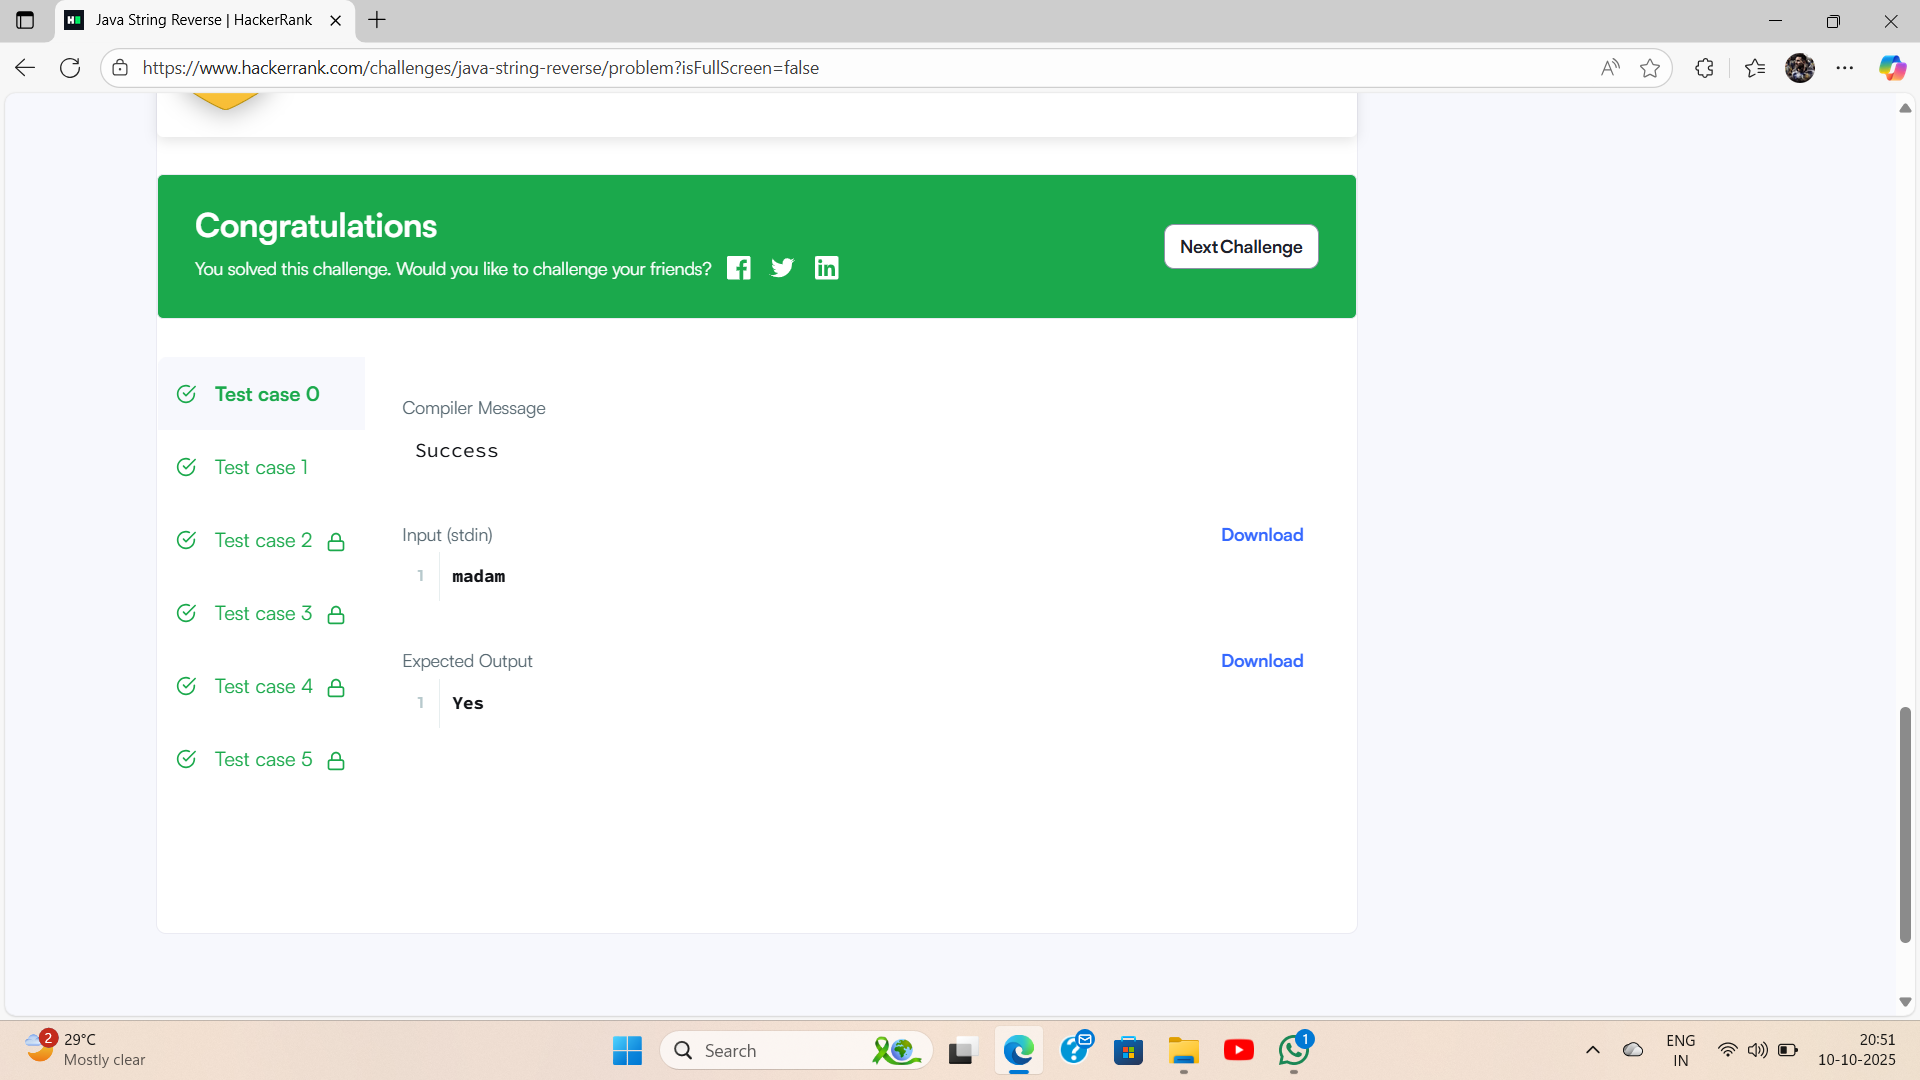 Java String Reverse | HackerRank
https://www.hackerrank.com/challenges/java-string-reverse/problem?isFullScreen=false
Congratulations
You solved this challenge. Would you like to challenge your friends?
Next Challenge
Test case 0
Test case 1
Test case 2
Test case 3
Test case 4
Test case 5
Compiler Message
Success
Input (stdin)
Download
1 madam
Expected Output
Download
1 Yes
2
29°C
Mostly clear
Search
1
ENG
IN
20:51
10-10-2025